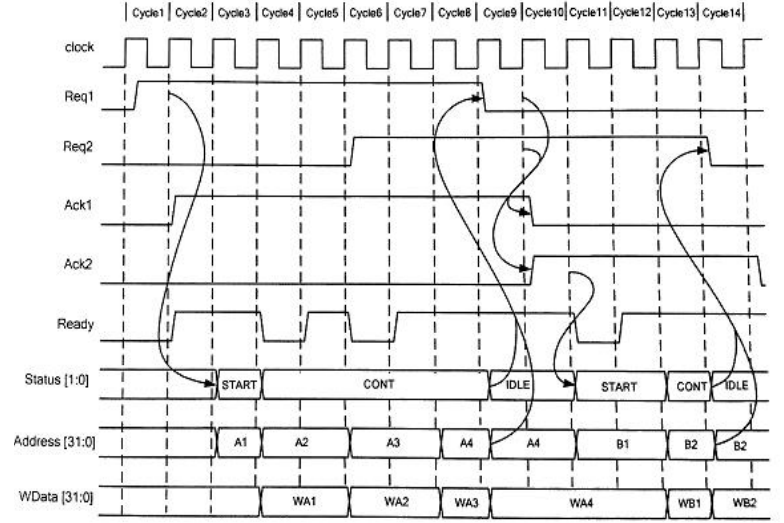 Cycle1 Cycle2 Cycle3 Cycle4 Cycle5 Cycle6 Cycle7 Cycle8 Cycle9 Cycle10 Cycle11 Cycle12 Cycle13 Cycle14
clock
Req1
Req2
Ack1
Ack2
Ready
Status [1:0] START CONT IDLE START CONT IDLE
Address [31:0] A1 A2 A3 A4 A4 B1 B2 B2
WData [31:0] WA1 WA2 WA3 WA4 WB1 WB2